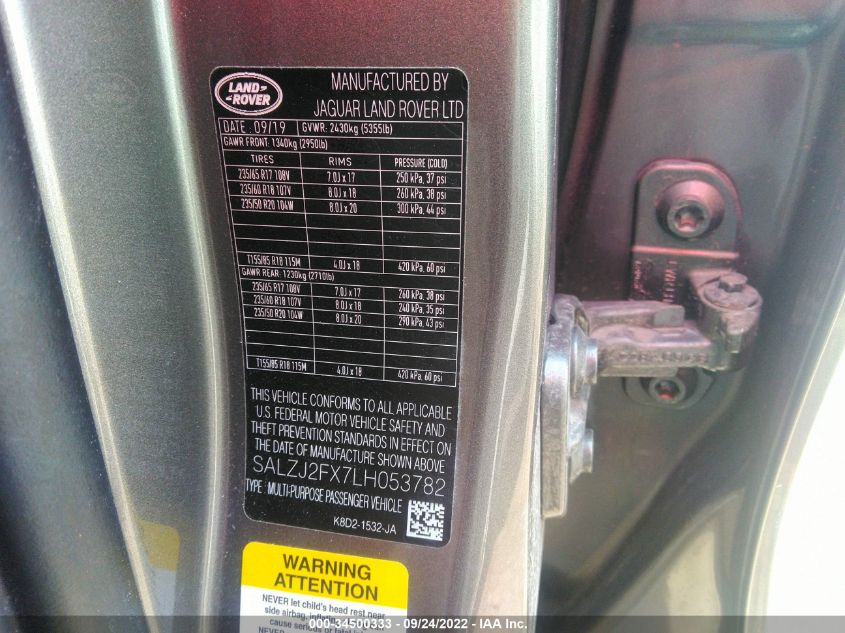 LAND ROVER
MANUFACTURED BY
JAGUAR LAND ROVER LTD
DATE: 09/19 GVWR: 2430kg (5355lb)
GAWR FRONT: 1340kg (2950lb)
TIRES RIMS PRESSURE (COLD)
235/65 R17 108V 7.0J x 17 250 kPa, 37 psi
235/60 R18 107V 8.0J x 18 260 kPa, 38 psi
235/50 R20 104W 8.0J x 20 300 kPa, 44 psi
T155/85 R18 115M 4.0J x 18 420 kPa, 60 psi
GAWR REAR: 1230kg (2710lb)
235/65 R17 108V 7.0J x 17 260 kPa, 38 psi
235/60 R18 107V 8.0J x 18 240 kPa, 35 psi
235/50 R20 104W 8.0J x 20 290 kPa, 43 psi
T155/85 R18 115M 4.0J x 18 420 kPa, 60 psi
THIS VEHICLE CONFORMS TO ALL APPLICABLE
U.S. FEDERAL MOTOR VEHICLE SAFETY AND
THEFT PREVENTION STANDARDS IN EFFECT ON
THE DATE OF MANUFACTURE SHOWN ABOVE
SALZJ2FX7LH053782
TYPE: MULTI-PURPOSE PASSENGER VEHICLE
K8D2-1532-JA
WARNING
ATTENTION
NEVER let child's head rest near
side airbag,
cause serious or fatal
NEVER
000-34500333 - 09/24/2022 - IAA Inc.